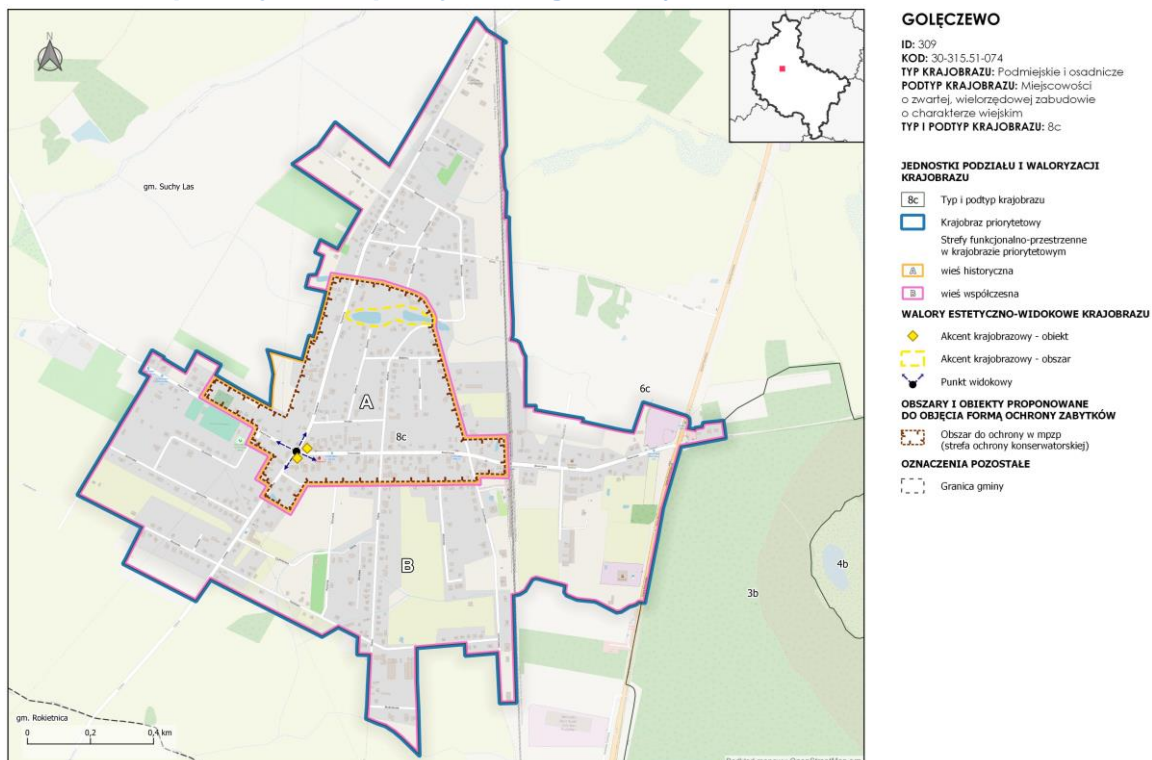 N
gm. Suchy Las
A
8c
6c
B
3b
4b
gm. Rokietnica
0 0,2 0,4 km
GOLĘCZEWO
ID: 309
KOD: 30-315.51-074
TYP KRAJOBRAZU: Podmiejskie i osadnicze
PODTYP KRAJOBRAZU: Miejscowości
o zwartej, wielorzędowej zabudowie
o charakterze wiejskim
TYP I PODTYP KRAJOBRAZU: 8c
JEDNOSTKI PODZIAŁU I WALORYZACJI
KRAJOBRAZU
8c Typ i podtyp krajobrazu
Krajobraz priorytetowy
Strefy funkcjonalno-przestrzenne
w krajobrazie priorytetowym
A wieś historyczna
B wieś współczesna
WALORY ESTETYCZNO-WIDOKOWE KRAJOBRAZU
Akcent krajobrazowy - obiekt
Akcent krajobrazowy - obszar
Punkt widokowy
OBSZARY I OBIEKTY PROPONOWANE
DO OBJĘCIA FORMĄ OCHRONY ZABYTKÓW
Obszar do ochrony w mpzp
(strefa ochrony konserwatorskiej)
OZNACZENIA POZOSTAŁE
Granica gminy